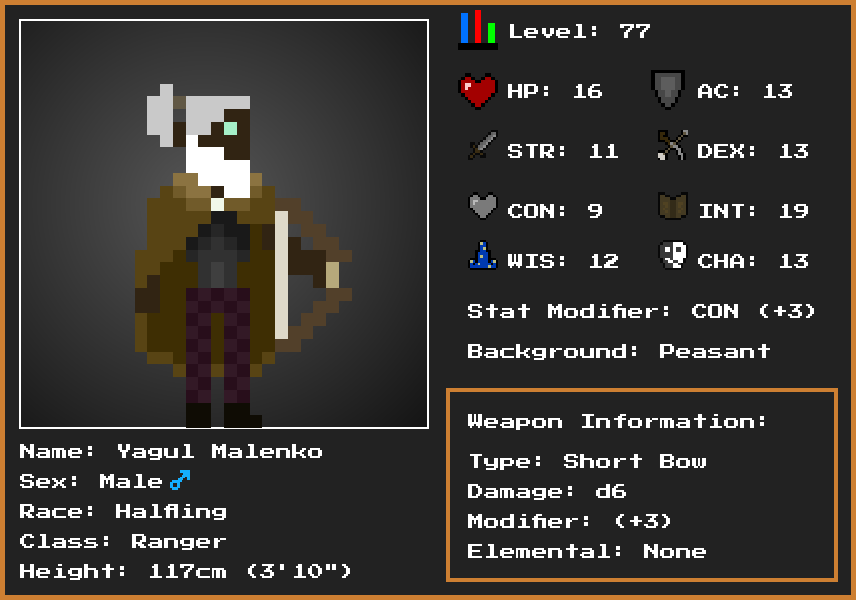 Level: 77
HP: 16
AC: 13
STR: 11
DEX: 13
CON: 9
INT: 19
WIS: 12
CHA: 13
Stat Modifier: CON (+3)
Background: Peasant
Weapon Information:
Type: Short Bow
Damage: d6
Modifier: (+3)
Elemental: None
Name: Yagul Malenko
Sex: Male ♂
Race: Halfling
Class: Ranger
Height: 117cm (3'10")